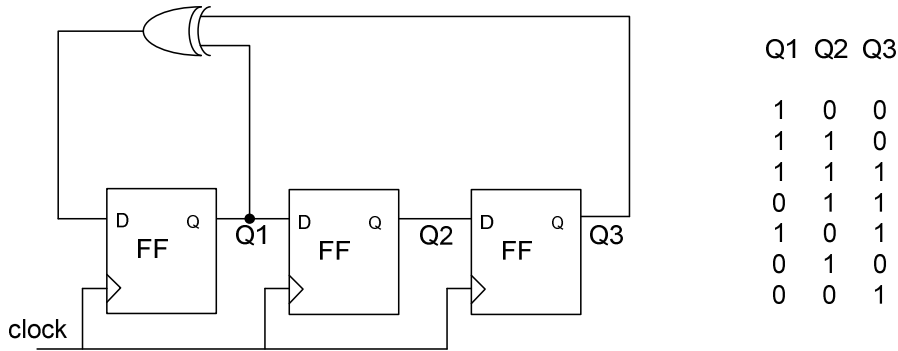 Q1 Q2 Q3
1 0 0
1 1 0
1 1 1
0 1 1
1 0 1
0 1 0
0 0 1
D Q
FF
Q1
D Q
FF
Q2
D Q
FF
Q3
clock